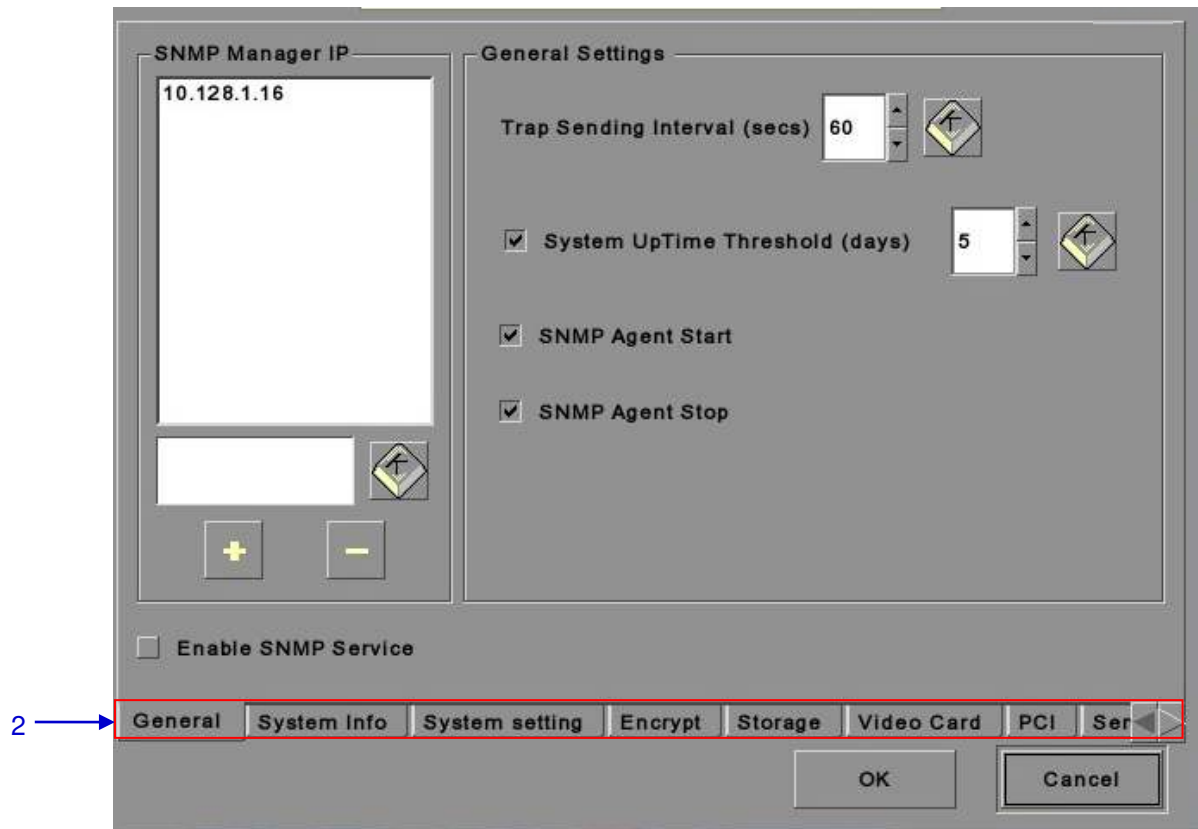 SNMP Manager IP
10.128.1.16
General Settings
Trap Sending Interval (secs) 60
System UpTime Threshold (days) 5
SNMP Agent Start
SNMP Agent Stop
+ −
Enable SNMP Service
2
General System Info System setting Encrypt Storage Video Card PCI Ser
OK Cancel